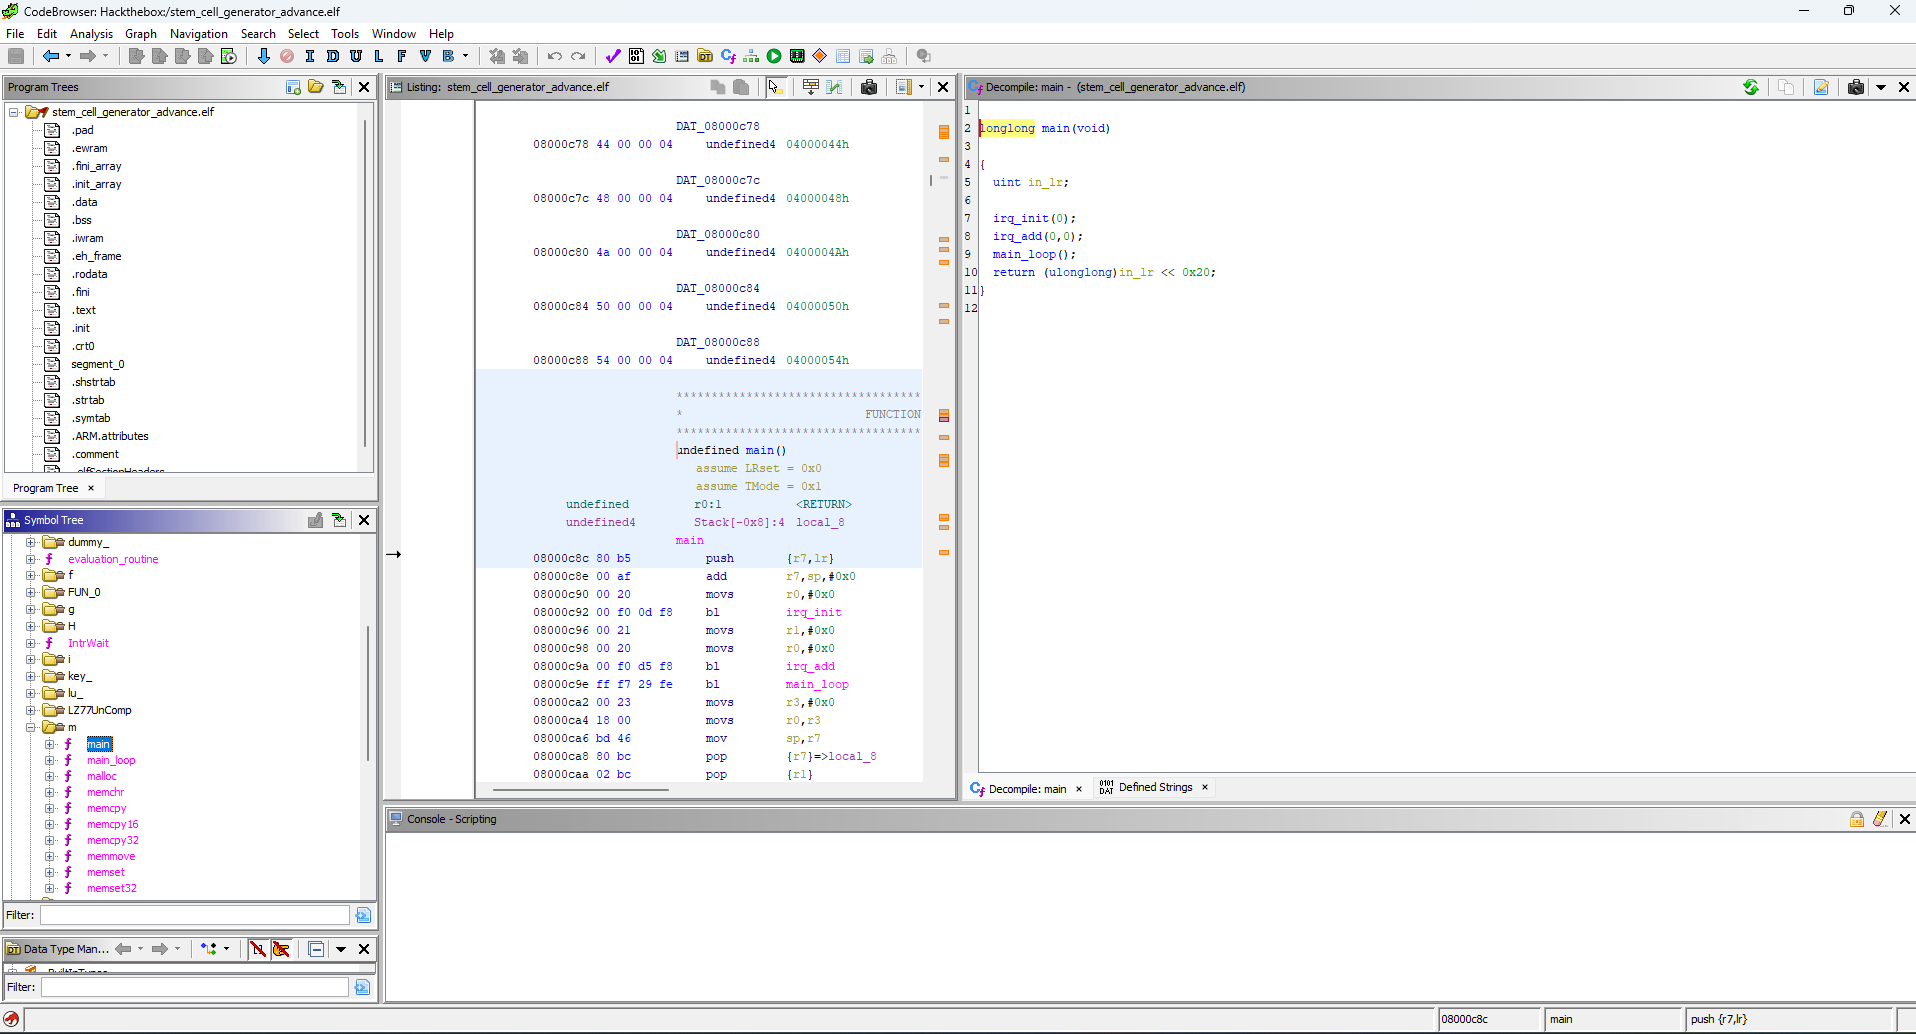 CodeBrowser: Hackthebox:/stem_cell_generator_advance.elf
File Edit Analysis Graph Navigation Search Select Tools Window Help
I D U L F V B
Program Trees
stem_cell_generator_advance.elf
.pad
.ewram
.fini_array
.init_array
.data
.bss
.iwram
.eh_frame
.rodata
.fini
.text
.init
.crt0
segment_0
.shstrtab
.strtab
.symtab
.ARM.attributes
.comment
_elfSectionHeaders
Program Tree ×
Symbol Tree
dummy_
f evaluation_routine
f
FUN_0
g
H
f IntrWait
i
key_
lu_
LZ77UnComp
m
f main
f main_loop
f malloc
f memchr
f memcpy
f memcpy16
f memcpy32
f memmove
f memset
f memset32
Filter:
DT Data Type Man...
BuiltInTypes
Filter:
Listing: stem_cell_generator_advance.elf
DAT_08000c78
08000c78 44 00 00 04 undefined4 04000044h
DAT_08000c7c
08000c7c 48 00 00 04 undefined4 04000048h
DAT_08000c80
08000c80 4a 00 00 04 undefined4 0400004Ah
DAT_08000c84
08000c84 50 00 00 04 undefined4 04000050h
DAT_08000c88
08000c88 54 00 00 04 undefined4 04000054h
***********************************
* FUNCTION
***********************************
undefined main()
assume LRset = 0x0
assume TMode = 0x1
undefined r0:1 <RETURN>
undefined4 Stack[-0x8]:4 local_8
main
08000c8c 80 b5 push {r7,lr}
08000c8e 00 af add r7,sp,#0x0
08000c90 00 20 movs r0,#0x0
08000c92 00 f0 0d f8 bl irq_init
08000c96 00 21 movs r1,#0x0
08000c98 00 20 movs r0,#0x0
08000c9a 00 f0 d5 f8 bl irq_add
08000c9e ff f7 29 fe bl main_loop
08000ca2 00 23 movs r3,#0x0
08000ca4 18 00 movs r0,r3
08000ca6 bd 46 mov sp,r7
08000ca8 80 bc pop {r7}=>local_8
08000caa 02 bc pop {r1}
Decompile: main - (stem_cell_generator_advance.elf)
1
2 longlong main(void)
3
4 {
5 uint in_lr;
6
7 irq_init(0);
8 irq_add(0,0);
9 main_loop();
10 return (ulonglong)in_lr << 0x20;
11 }
12
Decompile: main × 0101 DAT Defined Strings ×
Console - Scripting
08000c8c main push {r7,lr}